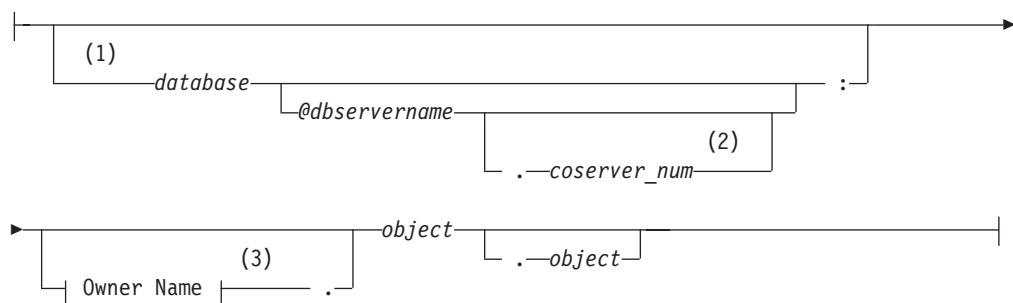 (1)
database :
@dbservername
(2)
. coserver_num
object
(3) . object
Owner Name .